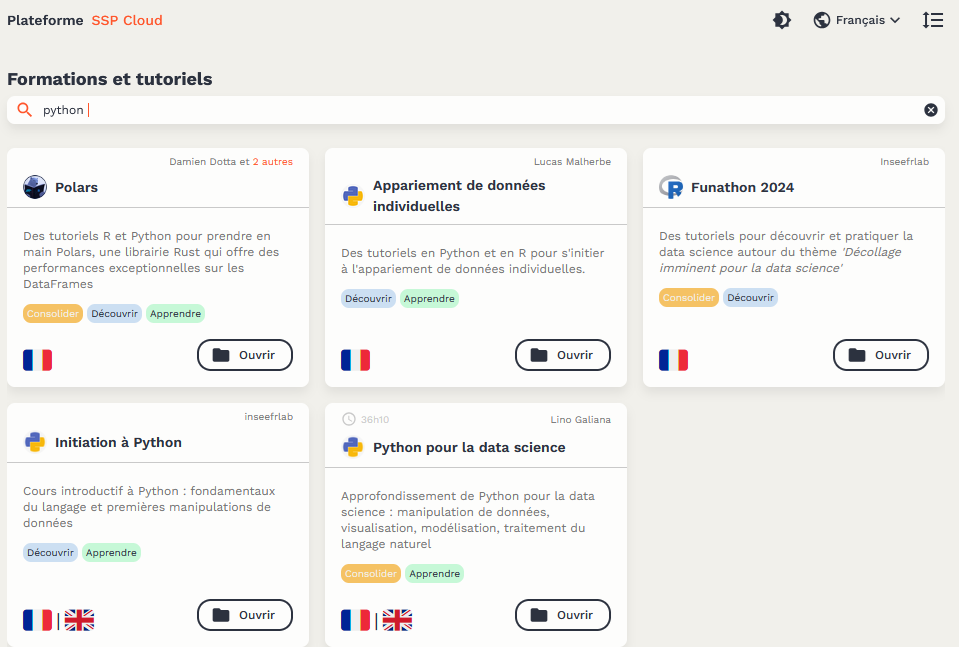 Plateforme SSP Cloud
Français
Formations et tutoriels
python
Damien Dotta et 2 autres
Polars
Des tutoriels R et Python pour prendre en
main Polars, une librairie Rust qui offre des
performances exceptionnelles sur les
DataFrames
Consolider Découvrir Apprendre
Ouvrir
Lucas Malherbe
Appariement de données
individuelles
Des tutoriels en Python et en R pour s'initier
à l'appariement de données individuelles.
Découvrir Apprendre
Ouvrir
Inseefrlab
Funathon 2024
Des tutoriels pour découvrir et pratiquer la
data science autour du thème 'Décollage
imminent pour la data science'
Consolider Découvrir
Ouvrir
inseefrlab
Initiation à Python
Cours introductif à Python : fondamentaux
du langage et premières manipulations de
données
Découvrir Apprendre
|
Ouvrir
36h10 Lino Galiana
Python pour la data science
Approfondissement de Python pour la data
science : manipulation de données,
visualisation, modélisation, traitement du
langage naturel
Consolider Apprendre
|
Ouvrir